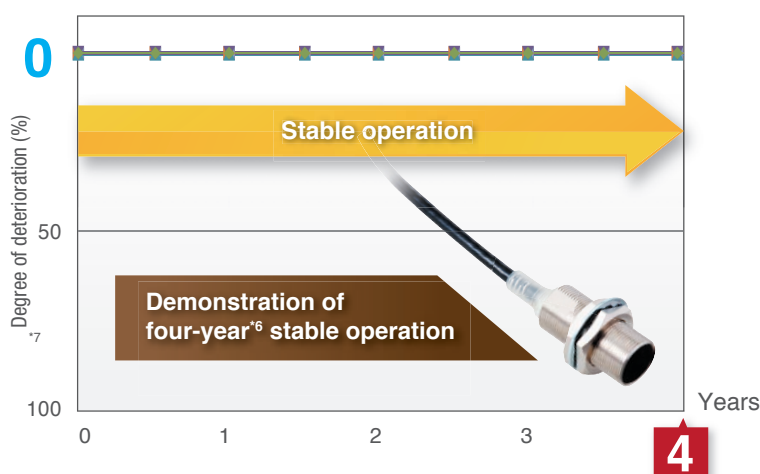 0
Stable operation
Degree of deterioration (%)
*7
50
Demonstration of
four-year*6 stable operation
100
Years
0 1 2 3 4